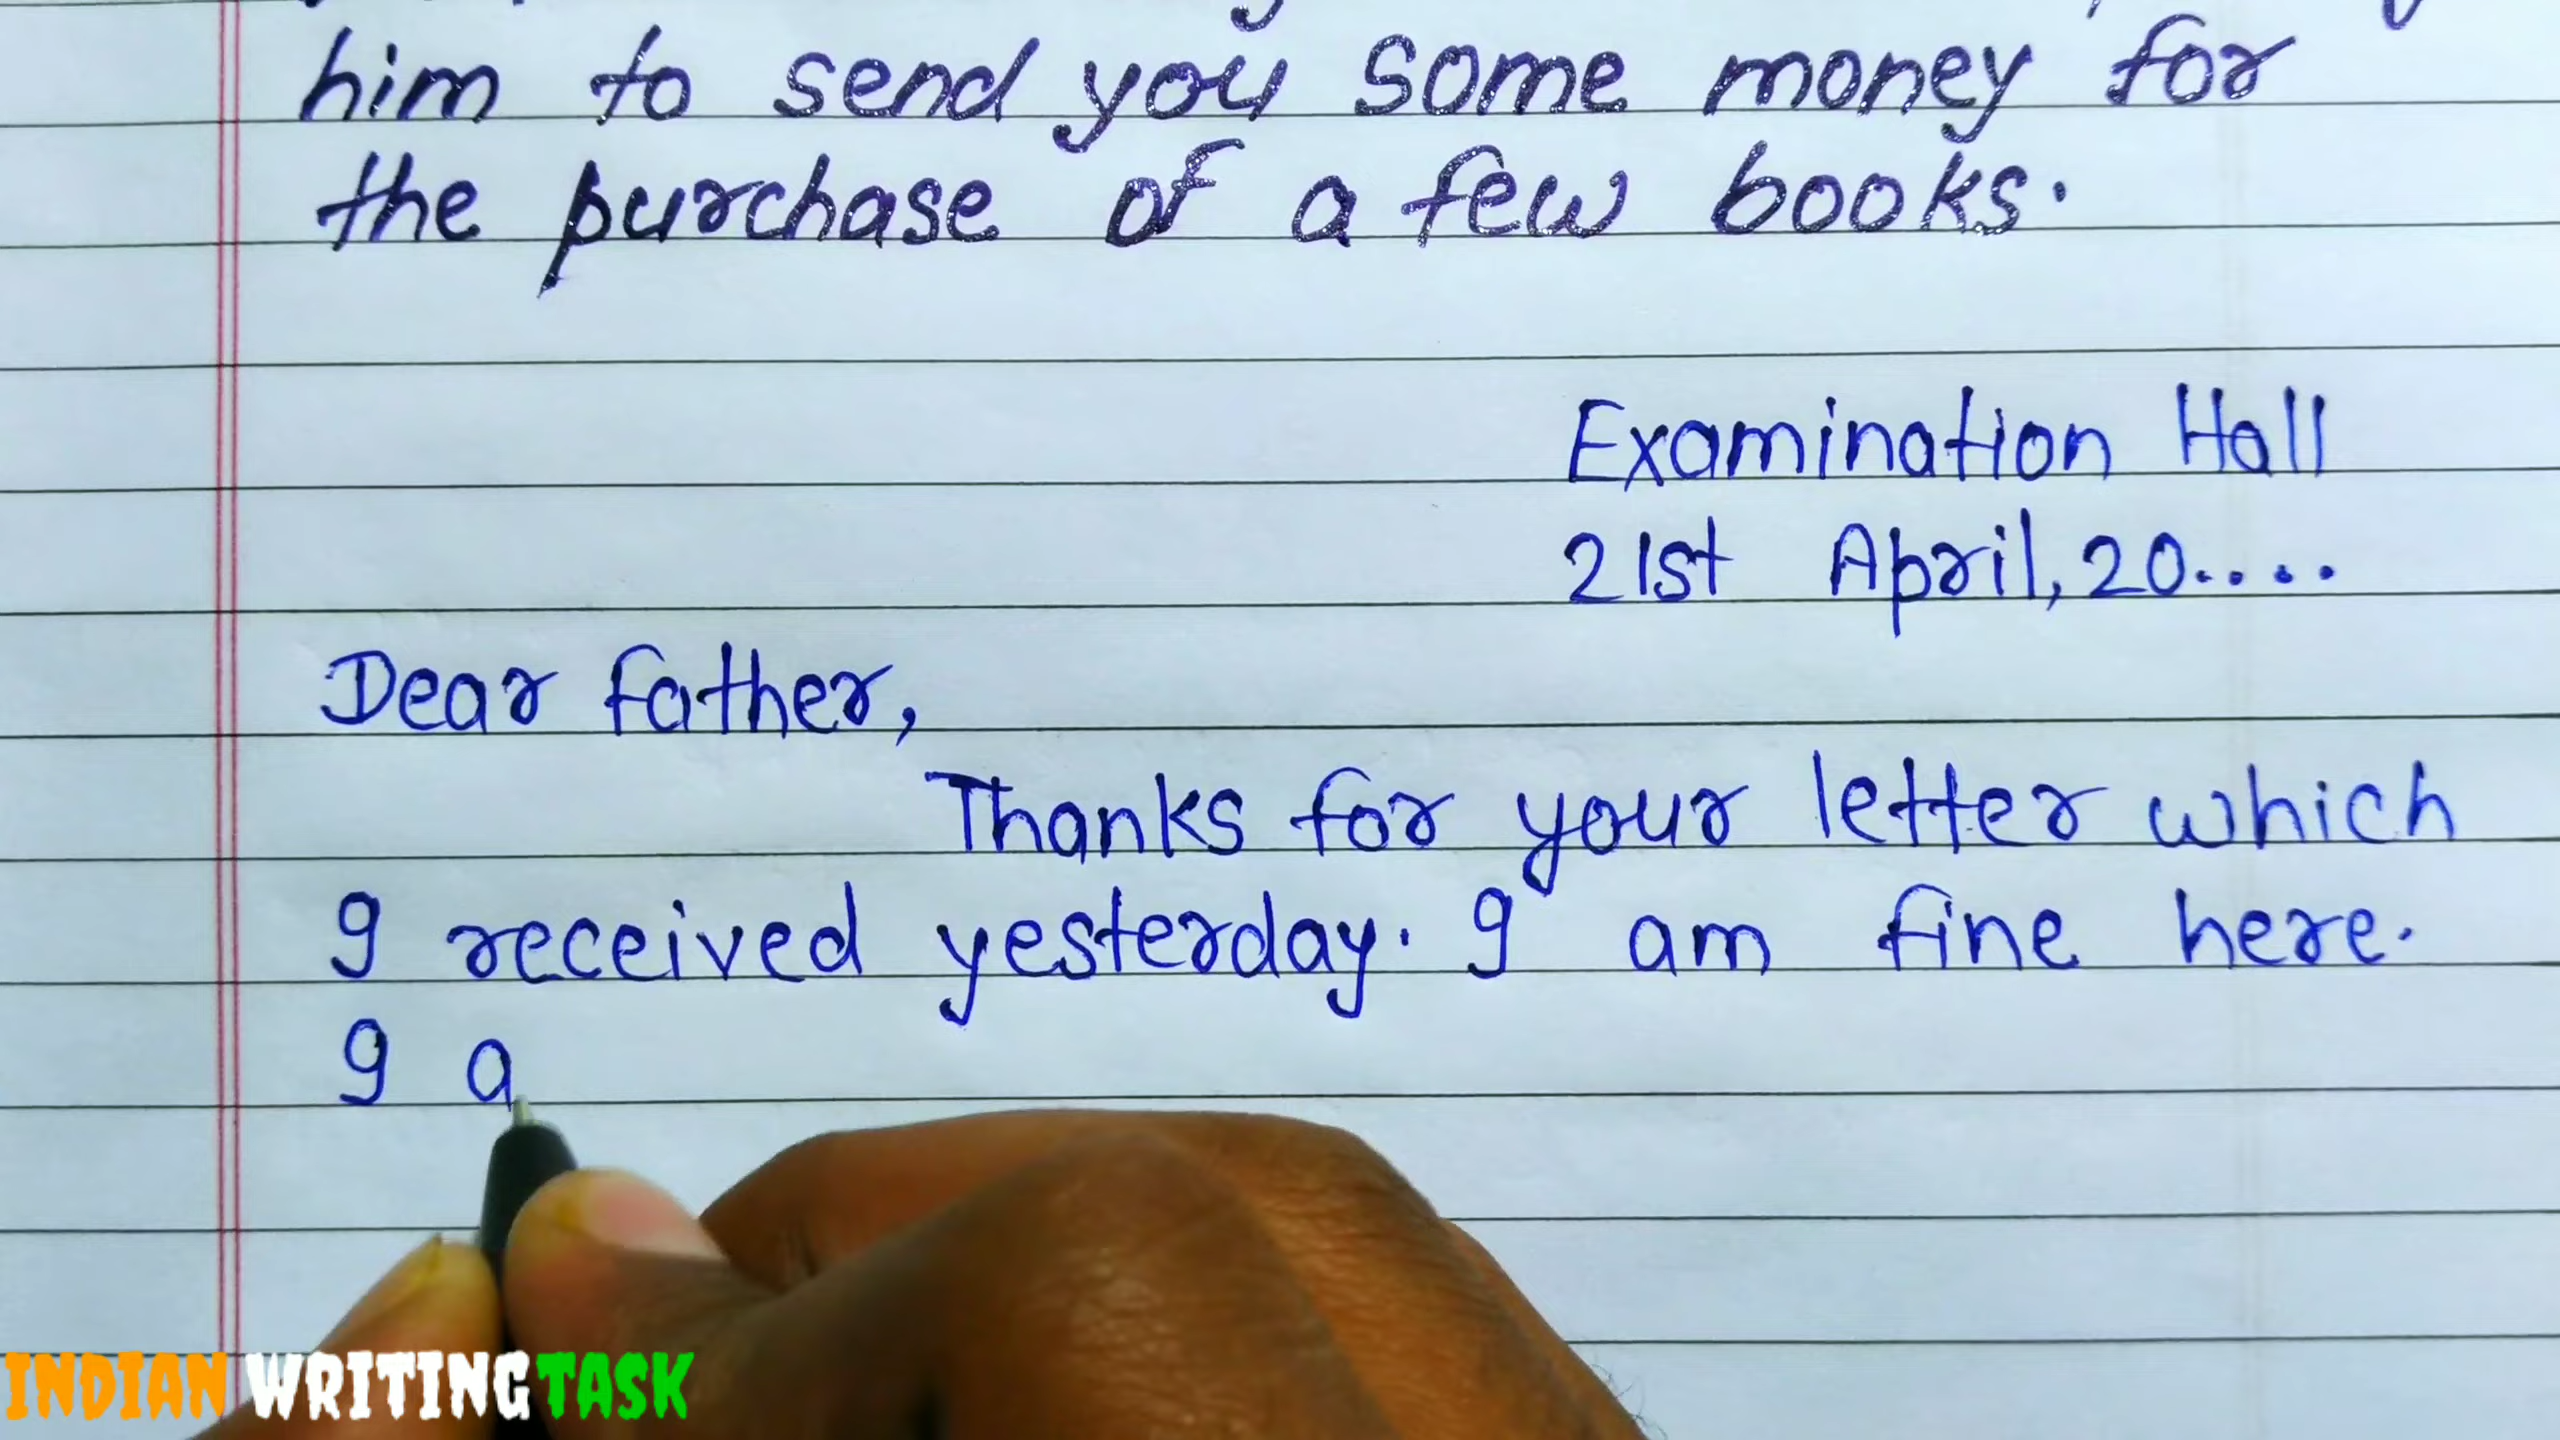 him to send you some money for
the purchase of a few books.
Examination Hall
21st April, 20....
Dear Father,
Thanks for your letter which
I received yesterday. I am fine here.
I a
INDIAN WRITING TASK